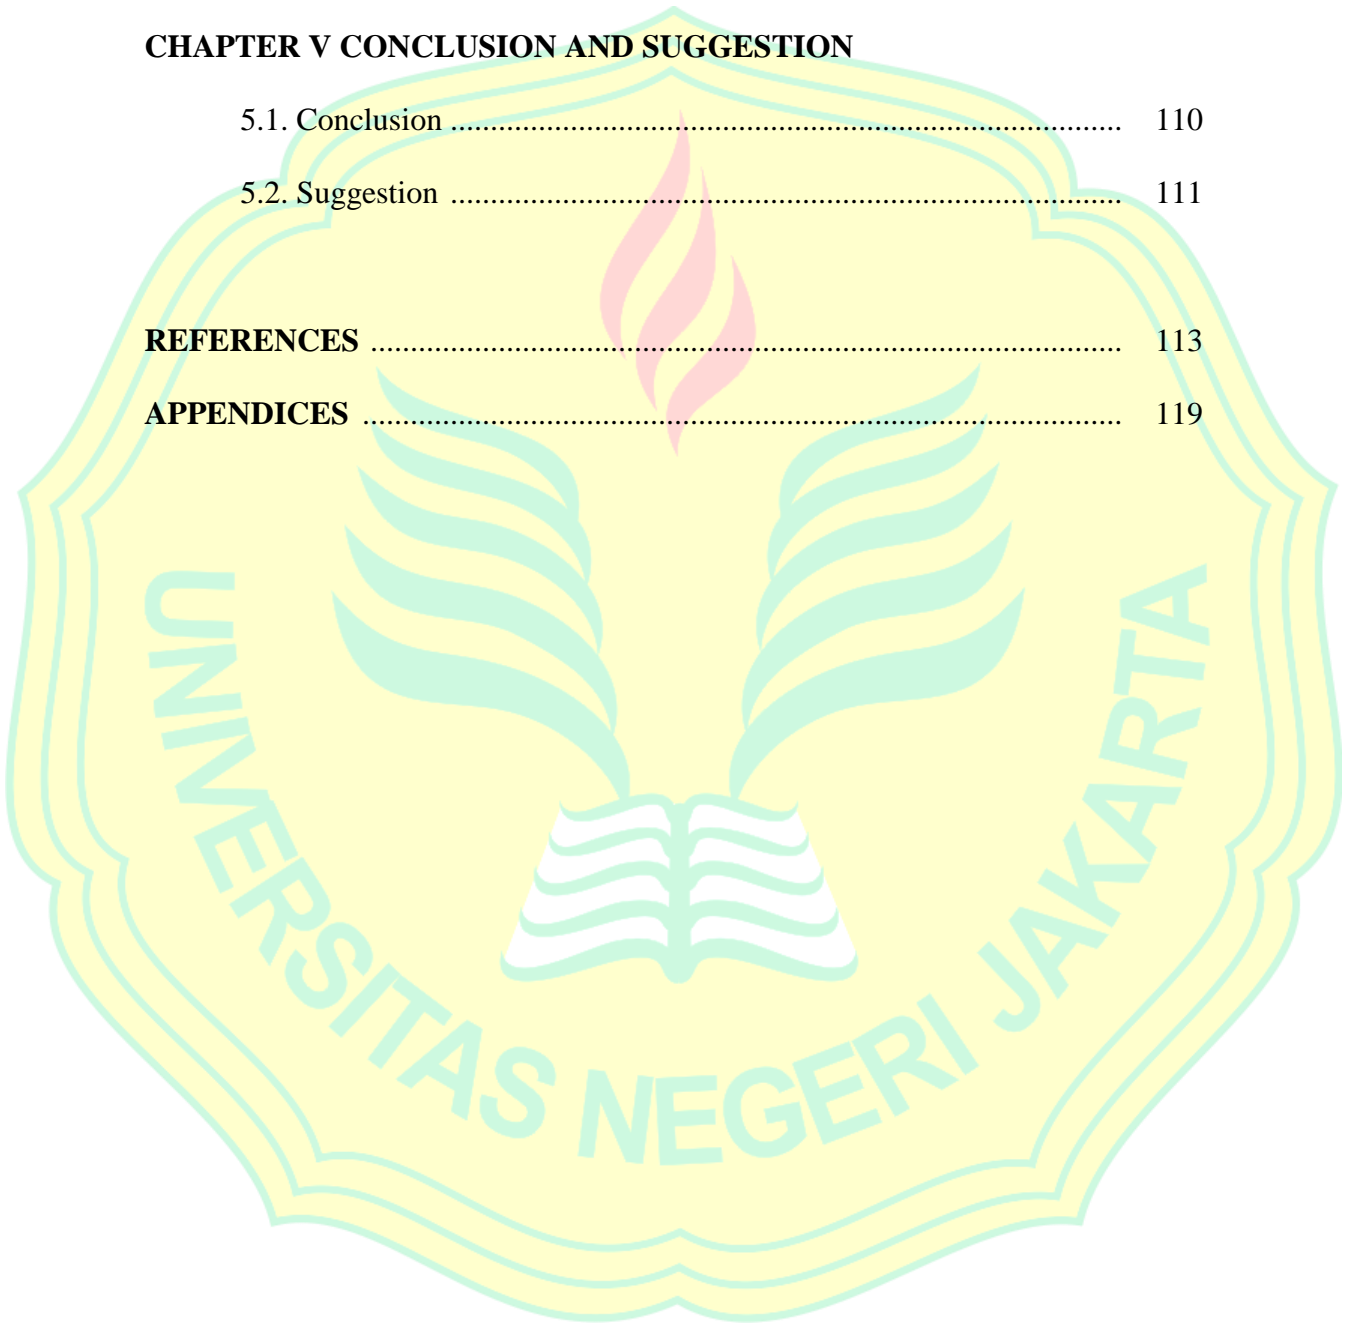 CHAPTER V CONCLUSION AND SUGGESTION
5.1. Conclusion .................................................................................... 110
5.2. Suggestion .................................................................................... 111
REFERENCES .............................................................................................. 113
APPENDICES ............................................................................................... 119
UNIVERSITAS NEGERI JAKARTA